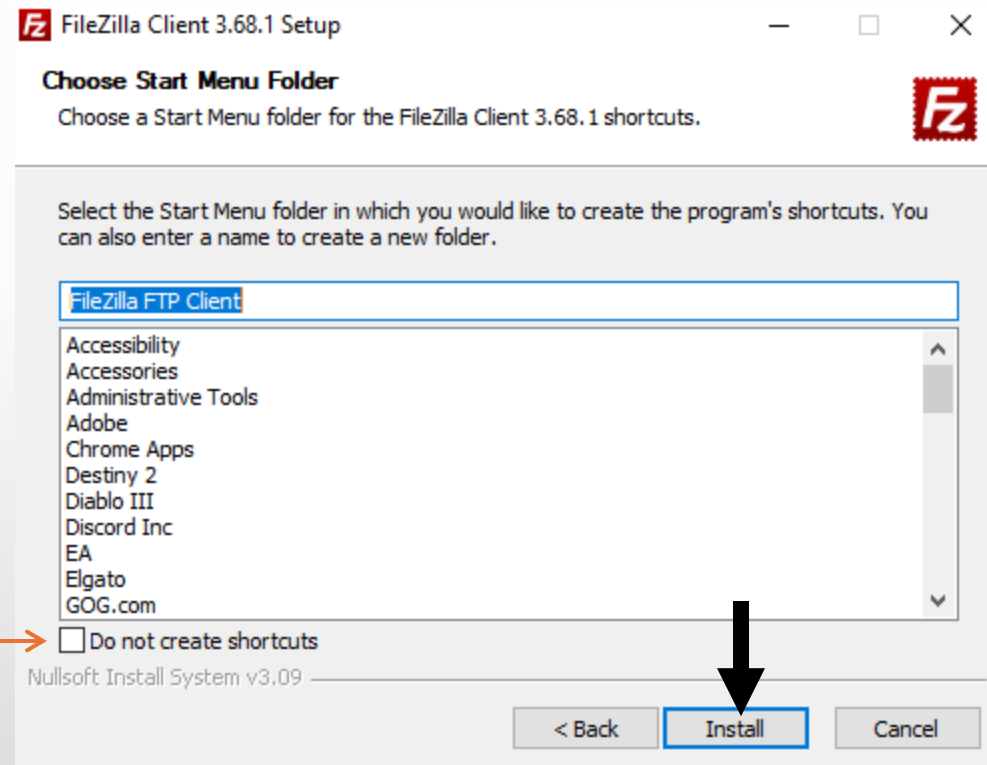 FileZilla Client 3.68.1 Setup
Choose Start Menu Folder
Choose a Start Menu folder for the FileZilla Client 3.68.1 shortcuts.
Fz
Select the Start Menu folder in which you would like to create the program's shortcuts. You
can also enter a name to create a new folder.
FileZilla FTP Client
Accessibility
Accessories
Administrative Tools
Adobe
Chrome Apps
Destiny 2
Diablo III
Discord Inc
EA
Elgato
GOG.com
Do not create shortcuts
Nullsoft Install System v3.09
< Back
Install
Cancel